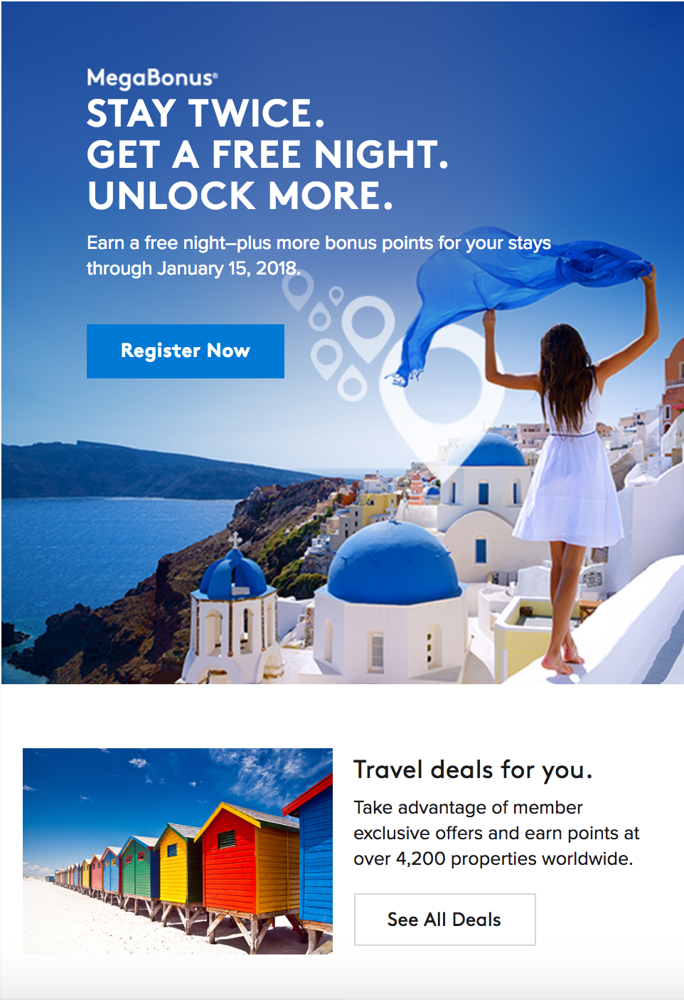 MegaBonus®
STAY TWICE.
GET A FREE NIGHT.
UNLOCK MORE.
Earn a free night–plus more bonus points for your stays
through January 15, 2018.
Register Now
Travel deals for you.
Take advantage of member
exclusive offers and earn points at
over 4,200 properties worldwide.
See All Deals